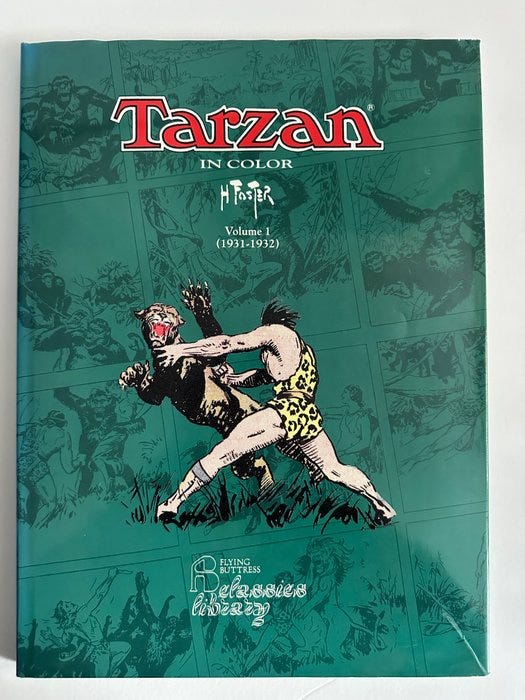 Tarzan®
IN COLOR
H FOSTER
Volume 1
(1931-1932)
FLYING
BUTTRESS
classics
library